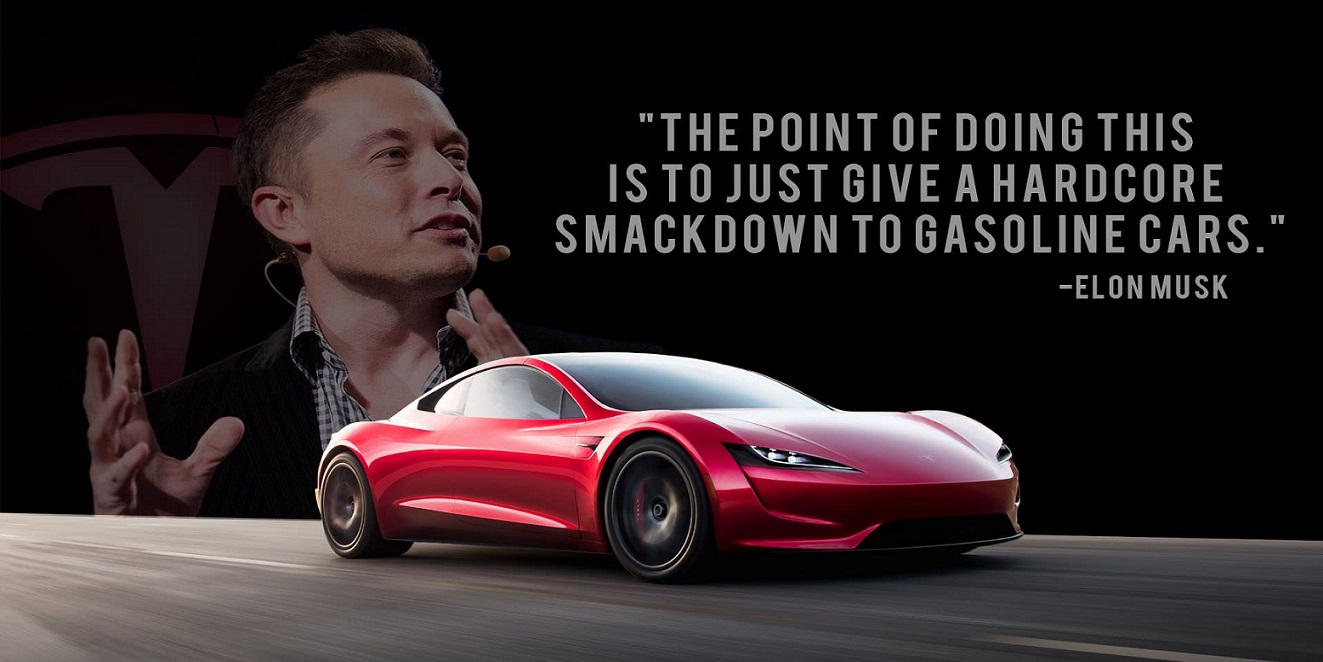 "THE POINT OF DOING THIS
IS TO JUST GIVE A HARDCORE
SMACKDOWN TO GASOLINE CARS."
-ELON MUSK